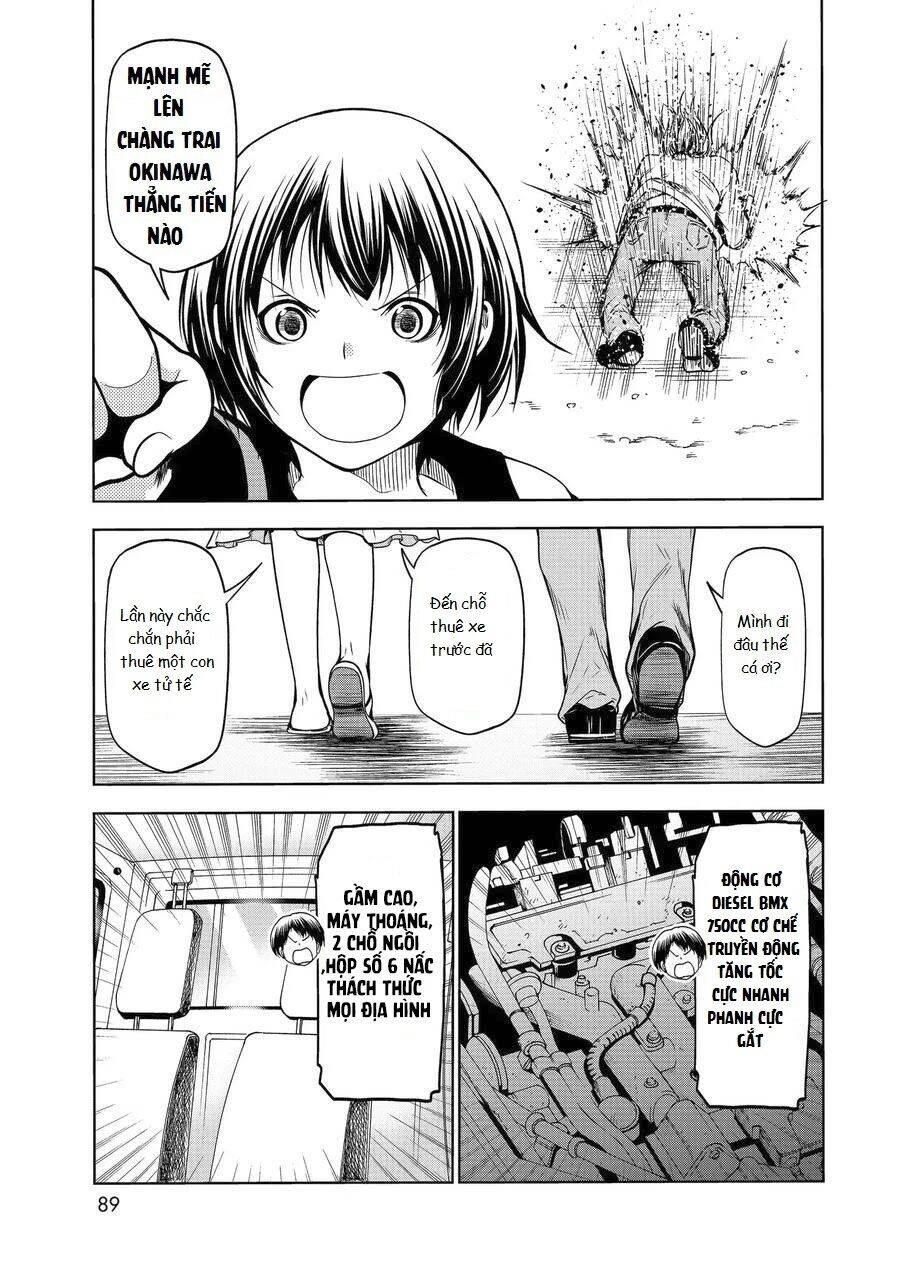 MẠNH MẼ
LÊN
CHÀNG TRAI
OKINAWA
THẲNG TIẾN
NÀO
Mình đi
đâu thế
cá ơi?
Đến chỗ
thuê xe
trước đã
Lần này chắc
chắn phải
thuê một con
xe tử tế
ĐỘNG CƠ
DIESEL BMX
750CC CƠ CHẾ
TRUYỀN ĐỘNG
TĂNG TỐC
CỰC NHANH
PHANH CỰC
GẮT
GẦM CAO,
MÁY THOÁNG,
2 CHỖ NGỒI
,HỘP SỐ 6 NẤC
THÁCH THỨC
MỌI ĐỊA HÌNH
89